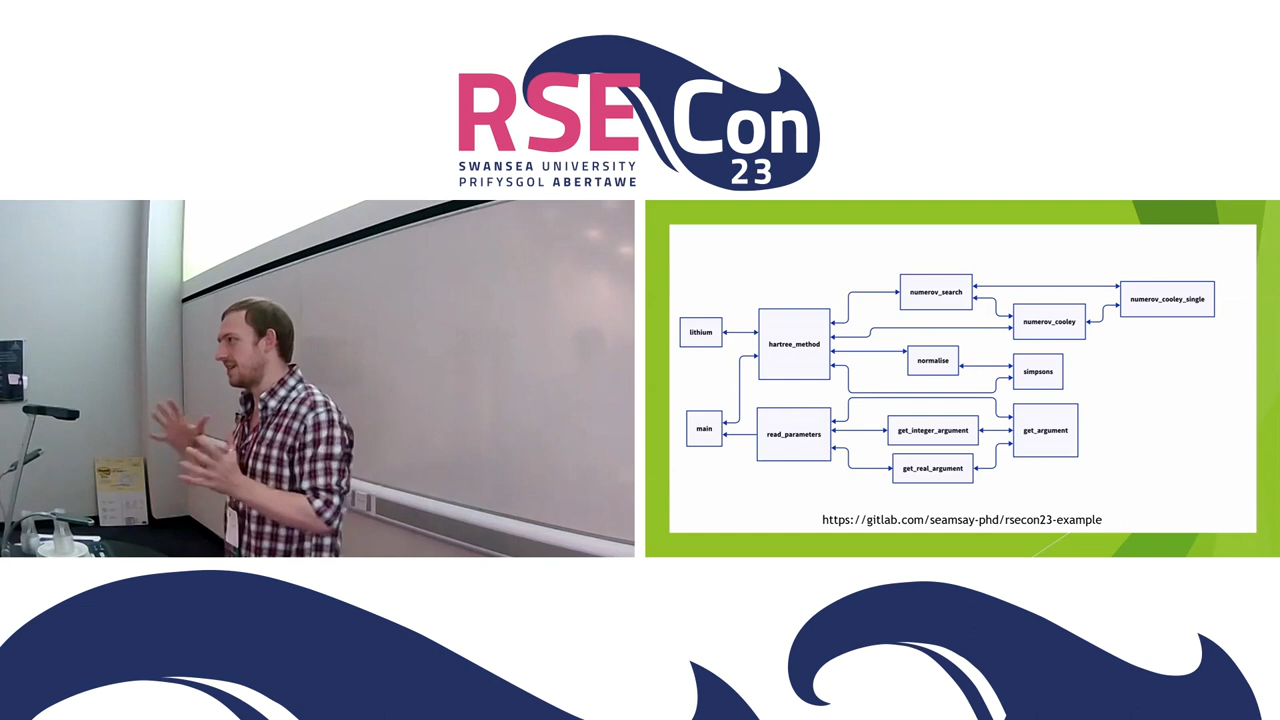 RSE Con
SWANSEA UNIVERSITY
PRIFYSGOL ABERTAWE
23
numerov_search
numerov_cooley_single
numerov_cooley
lithium
hartree_method
normalise
simpsons
main
read_parameters
get_integer_argument
get_argument
get_real_argument
https://gitlab.com/seamsay-phd/rsecon23-example